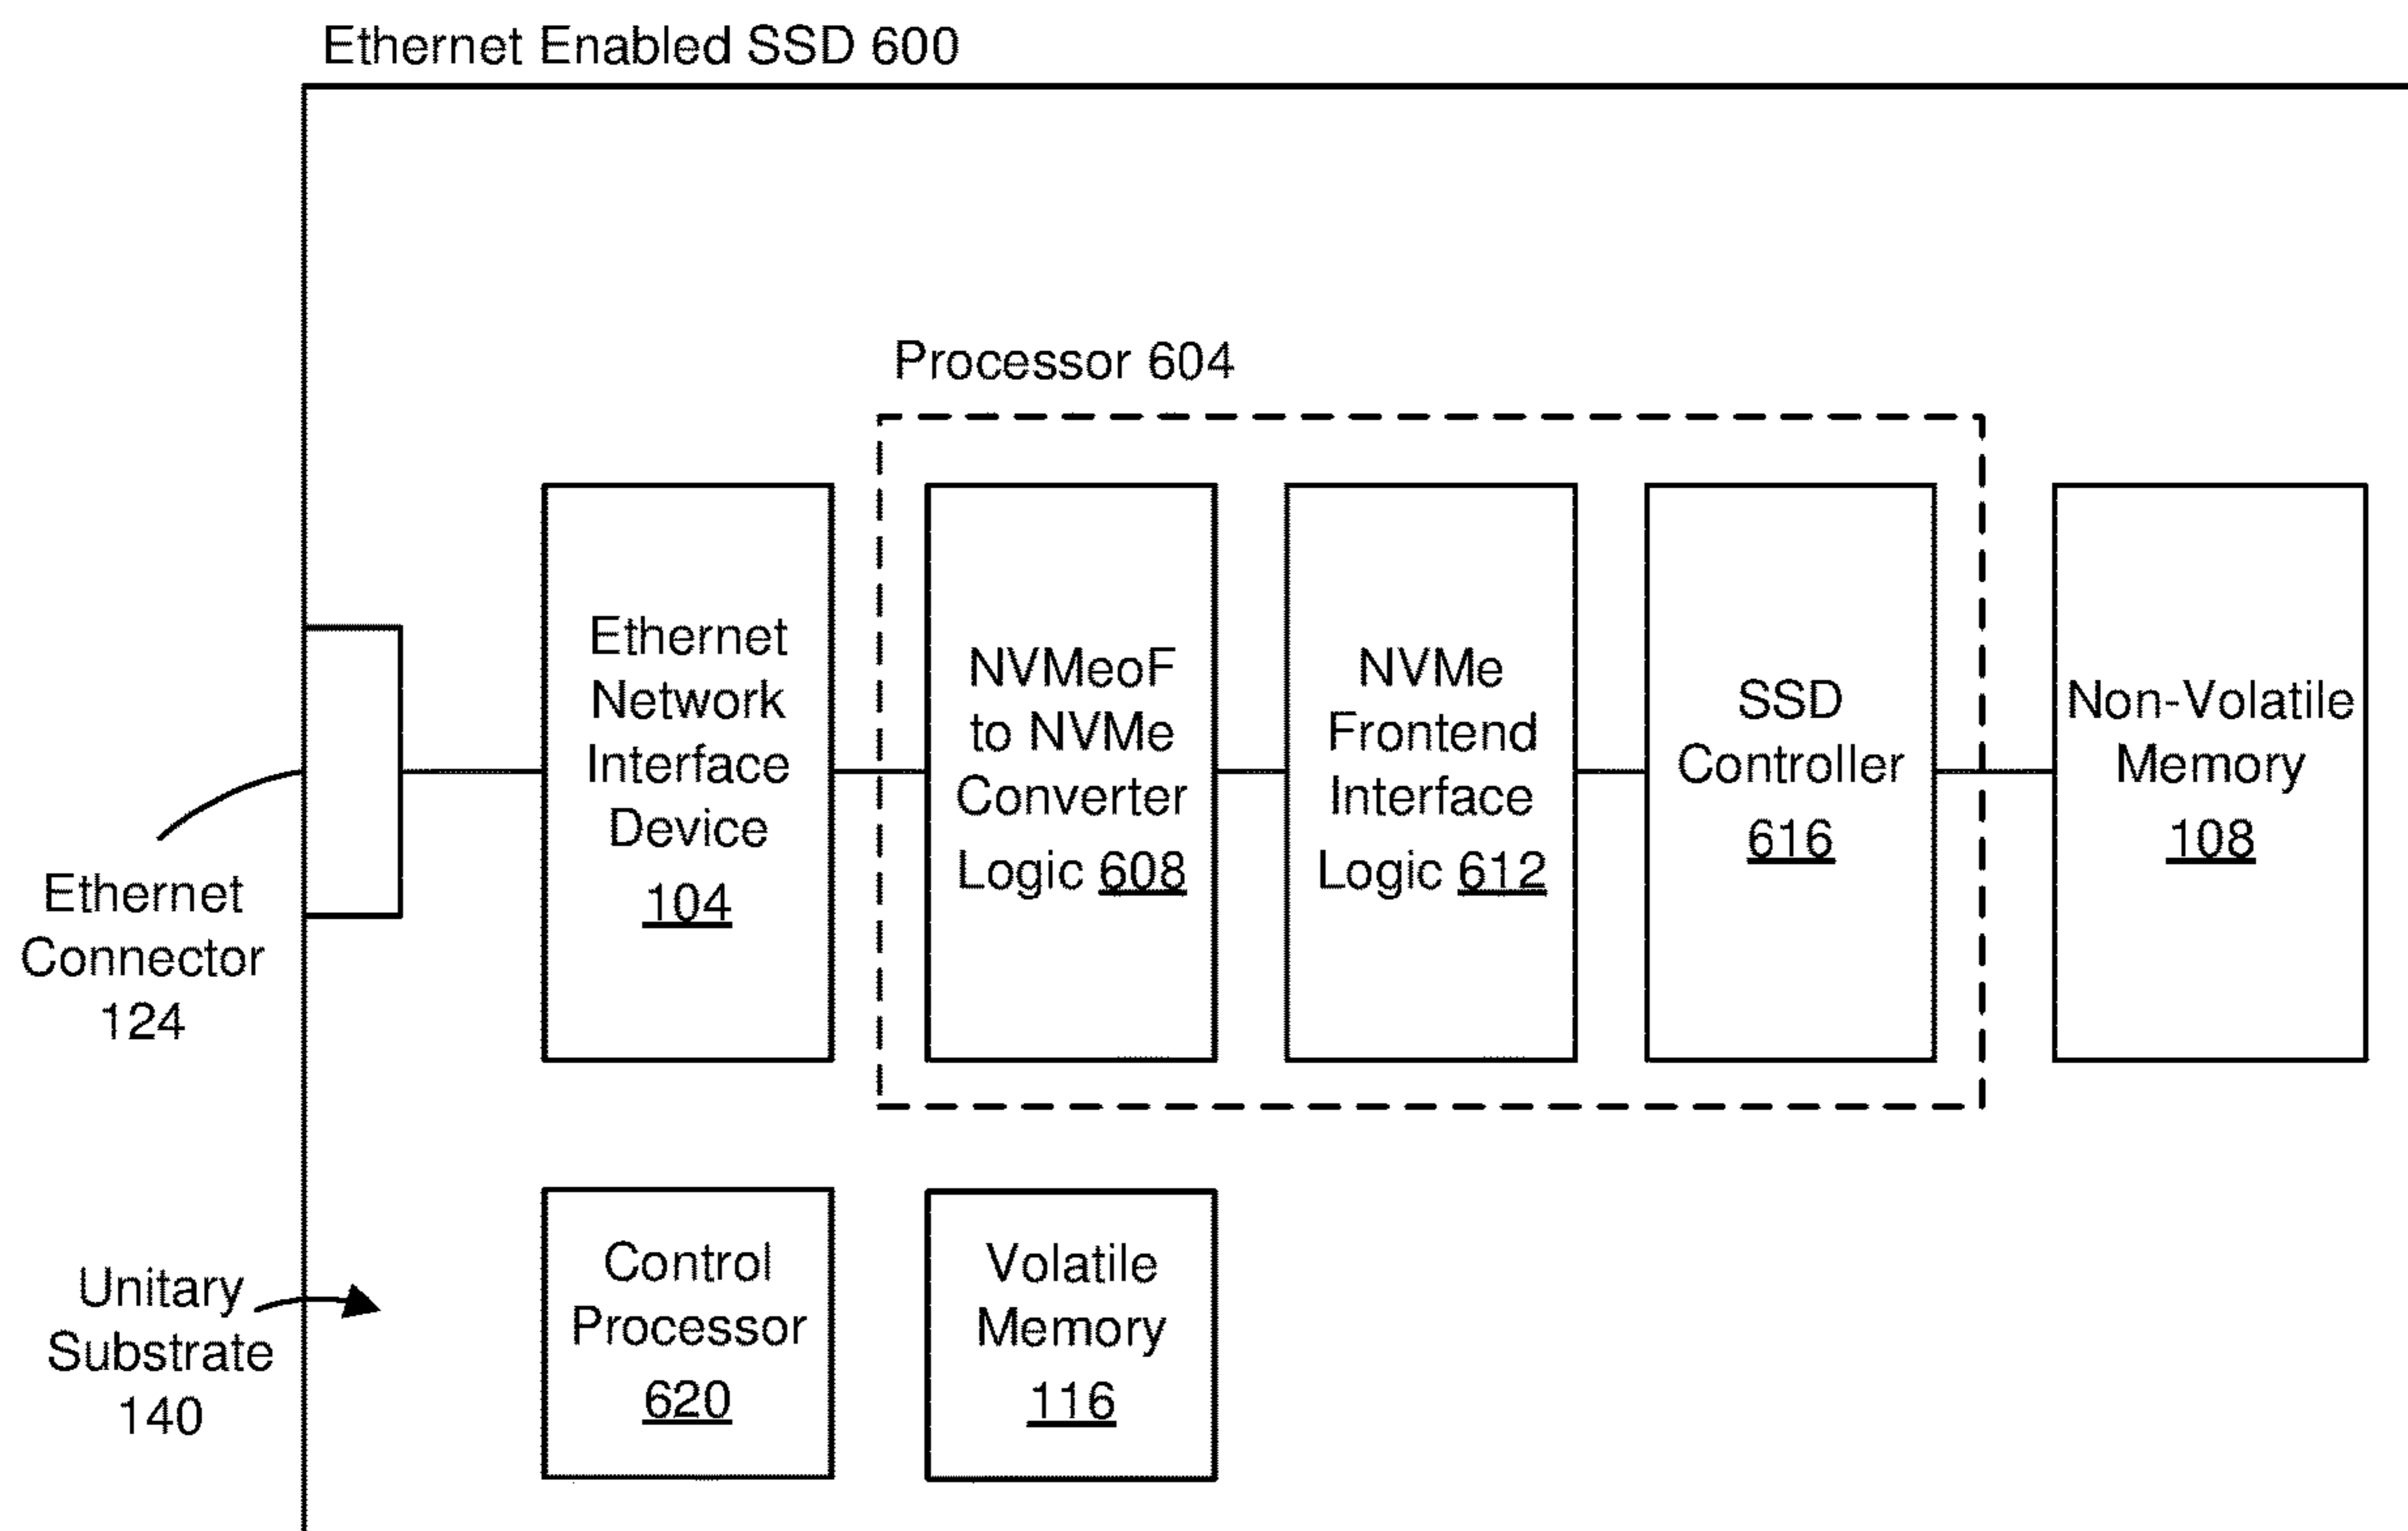 Ethernet Enabled SSD 600
Processor 604
Ethernet
Network
Interface
Device
104
NVMeoF
to NVMe
Converter
Logic 608
NVMe
Frontend
Interface
Logic 612
SSD
Controller
616
Non-Volatile
Memory
108
Ethernet
Connector
124
Unitary
Substrate
140
Control
Processor
620
Volatile
Memory
116